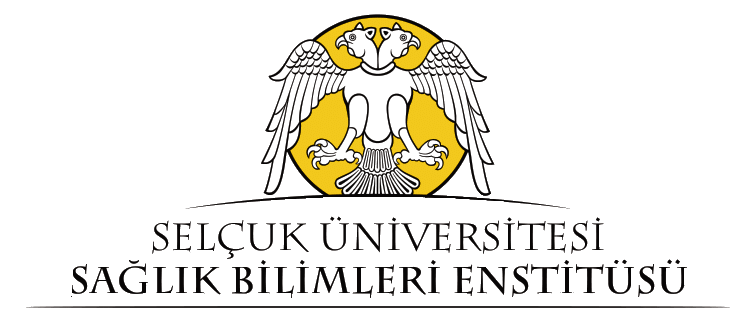 SELÇUK ÜNİVERSİTESİ
SAĞLIK BİLİMLERİ ENSTİTÜSÜ